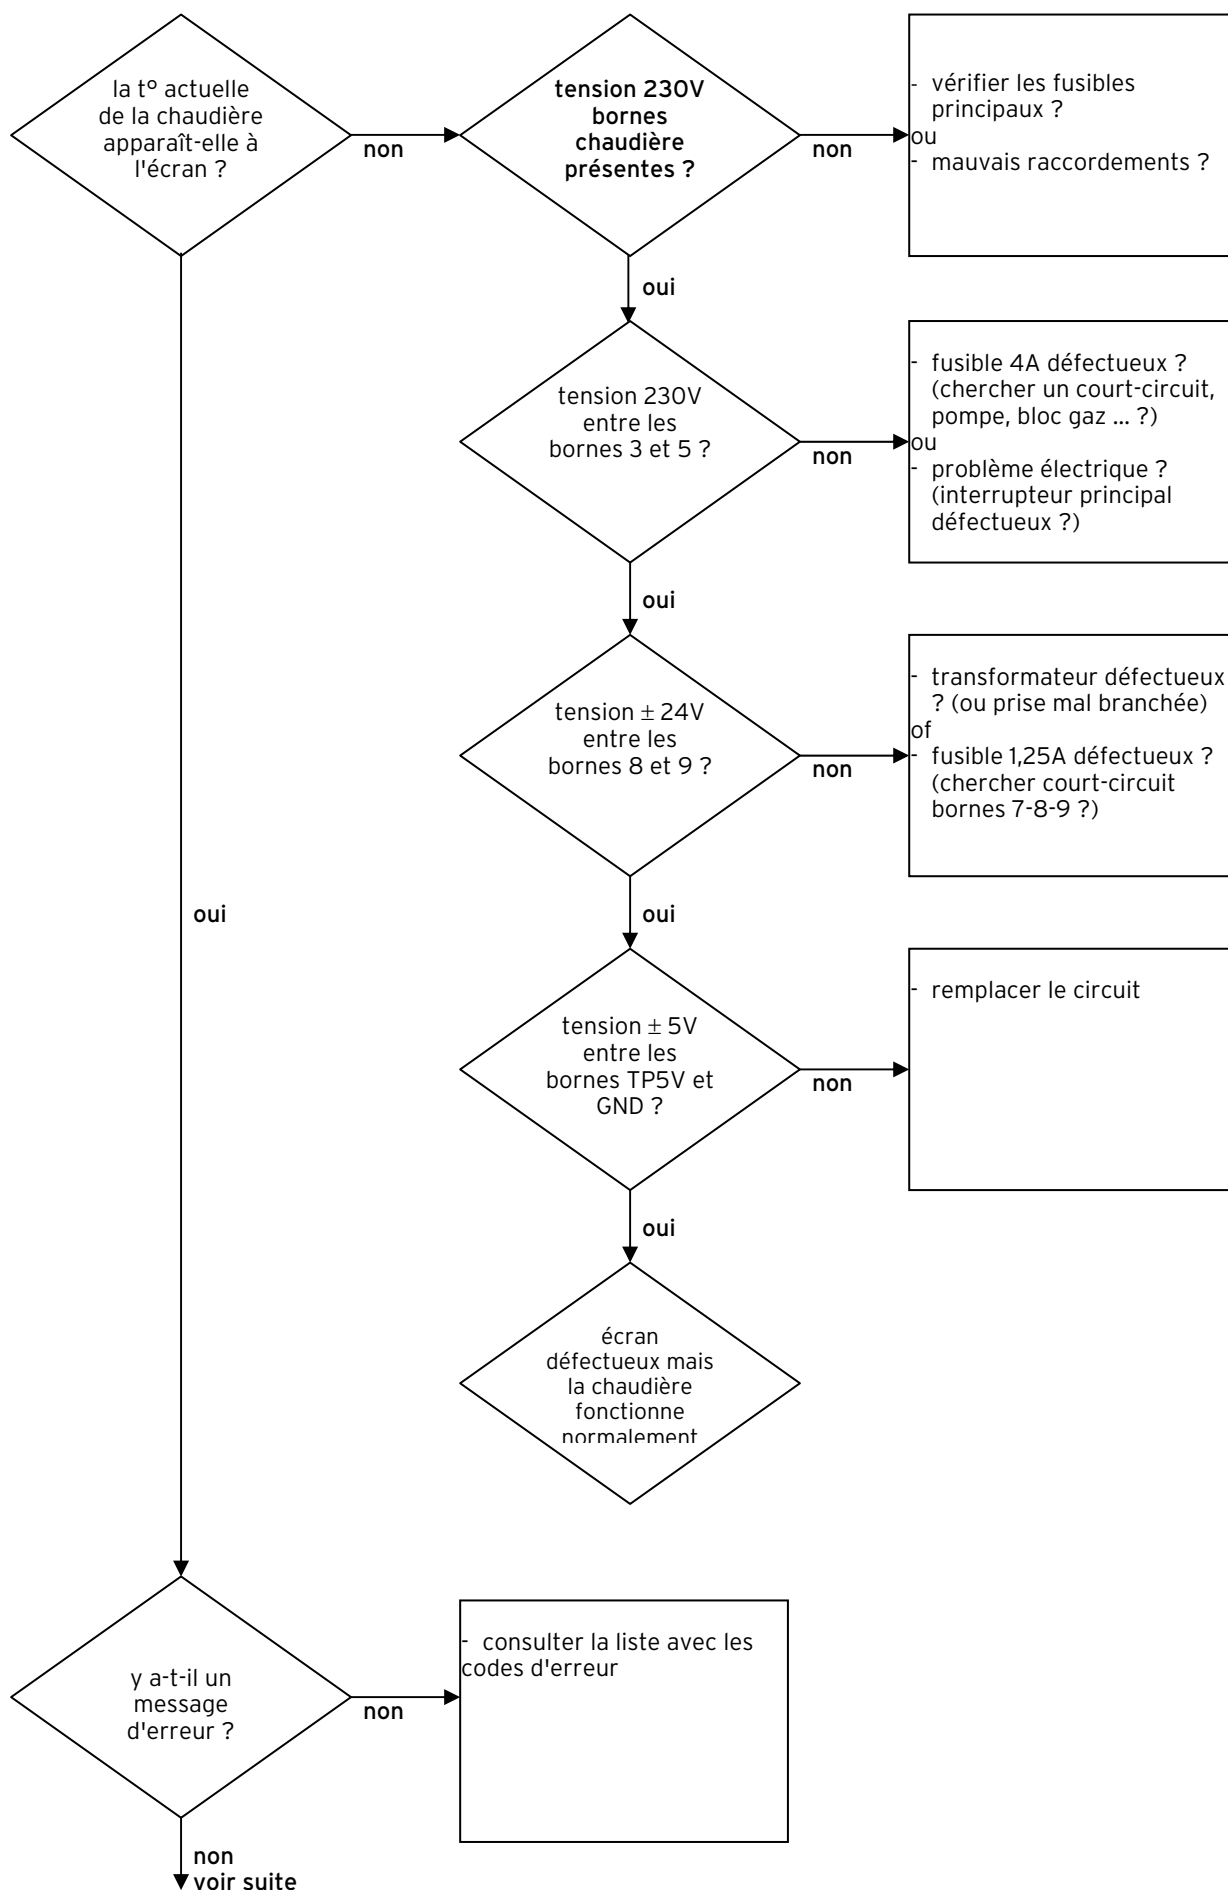 la t° actuelle
de la chaudière
apparaît-elle à
l'écran ?
non
tension 230V
bornes
chaudière
présentes ?
non
- vérifier les fusibles
principaux ?
ou
- mauvais raccordements ?
oui
tension 230V
entre les
bornes 3 et 5 ?
non
- fusible 4A défectueux ?
(chercher un court-circuit,
pompe, bloc gaz ... ?)
ou
- problème électrique ?
(interrupteur principal
défectueux ?)
oui
tension ± 24V
entre les
bornes 8 et 9 ?
non
- transformateur défectueux
? (ou prise mal branchée)
of
- fusible 1,25A défectueux ?
(chercher court-circuit
bornes 7-8-9 ?)
oui
oui
tension ± 5V
entre les
bornes TP5V et
GND ?
non
- remplacer le circuit
oui
écran
défectueux mais
la chaudière
fonctionne
normalement
y a-t-il un
message
d'erreur ?
non
- consulter la liste avec les
codes d'erreur
non
voir suite